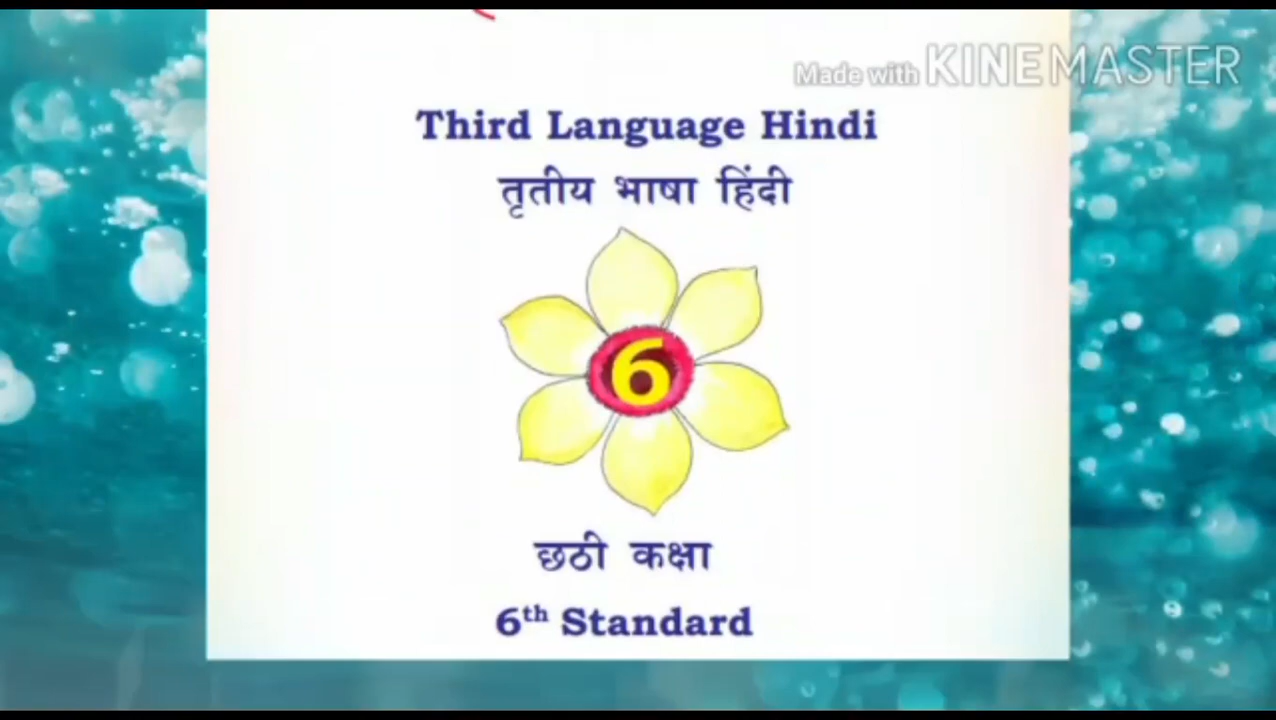 Made with KINEMASTER
Third Language Hindi
तृतीय भाषा हिंदी
6
छठी कक्षा
6th Standard